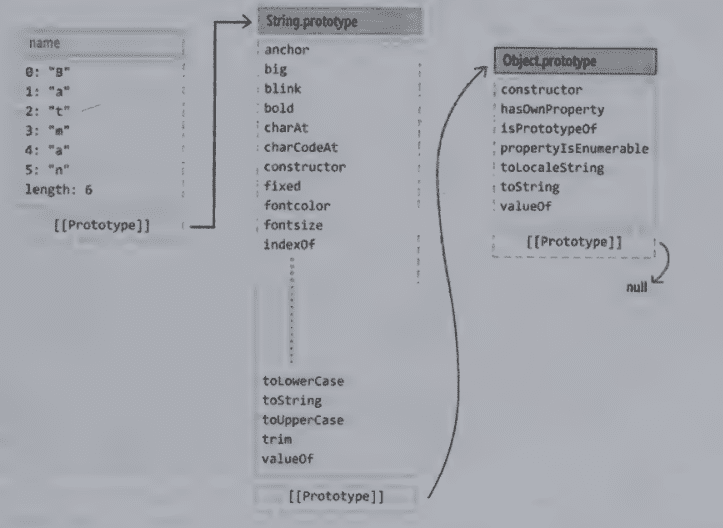 name
0: "B"
1: "a"
2: "t"
3: "m"
4: "a"
5: "n"
length: 6
[[Prototype]]
String.prototype
anchor
big
blink
bold
charAt
charCodeAt
constructor
fixed
fontcolor
fontsize
indexOf
toLowerCase
toString
toUpperCase
trim
valueOf
[[Prototype]]
Object.prototype
constructor
hasOwnProperty
isPrototypeOf
propertyIsEnumerable
toLocaleString
toString
valueOf
[[Prototype]]
null